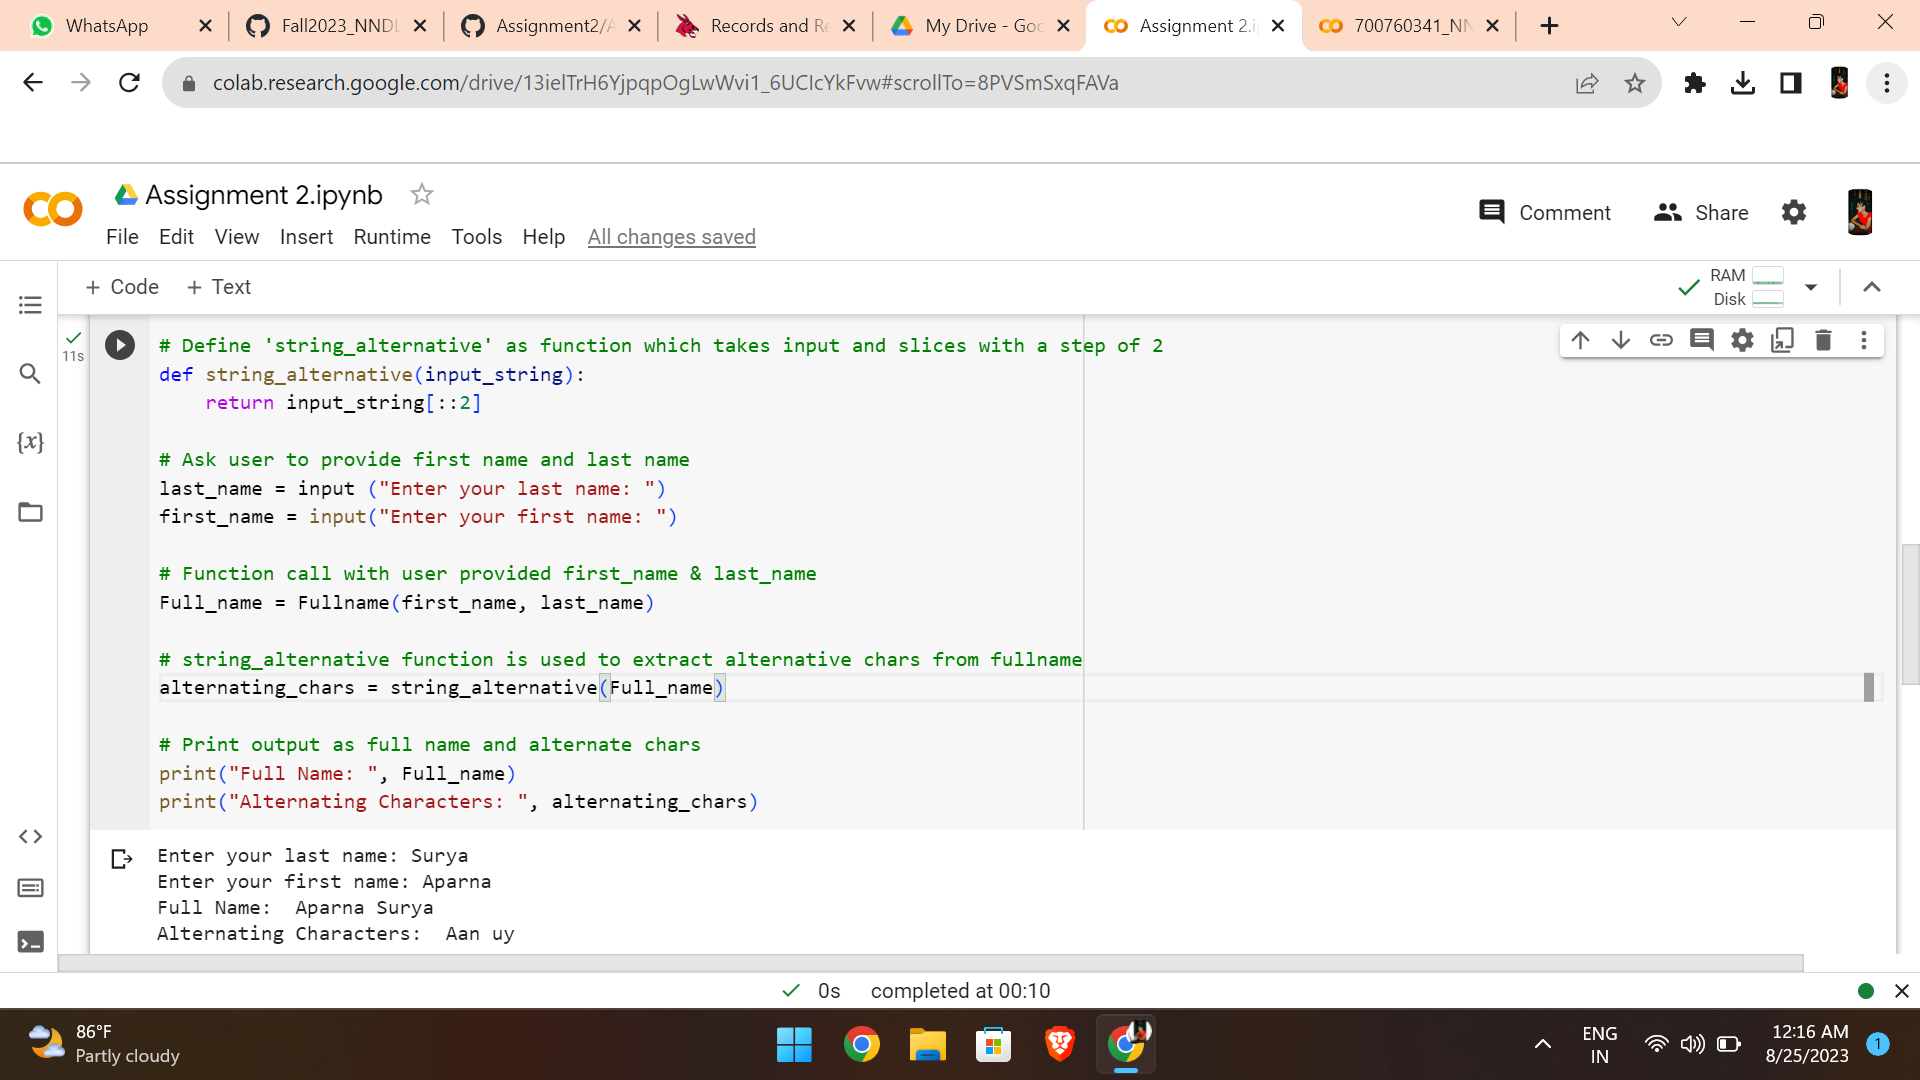 WhatsApp
Fall2023_NNDL
Assignment2/A
Records and Re
My Drive - Goo
Assignment 2.i
700760341_NN
colab.research.google.com/drive/13ielTrH6YjpqpOgLwWvi1_6UCIcYkFvw#scrollTo=8PVSmSxqFAVa
Assignment 2.ipynb
Comment
Share
File Edit View Insert Runtime Tools Help All changes saved
+ Code + Text
RAM
Disk
{x}
11s
# Define 'string_alternative' as function which takes input and slices with a step of 2
def string_alternative(input_string):
    return input_string[::2]
# Ask user to provide first name and last name
last_name = input ("Enter your last name: ")
first_name = input("Enter your first name: ")
# Function call with user provided first_name & last_name
Full_name = Fullname(first_name, last_name)
# string_alternative function is used to extract alternative chars from fullname
alternating_chars = string_alternative(Full_name)
# Print output as full name and alternate chars
print("Full Name: ", Full_name)
print("Alternating Characters: ", alternating_chars)
Enter your last name: Surya
Enter your first name: Aparna
Full Name:  Aparna Surya
Alternating Characters:  Aan uy
0s completed at 00:10
86°F
Partly cloudy
ENG
IN
12:16 AM
8/25/2023
1